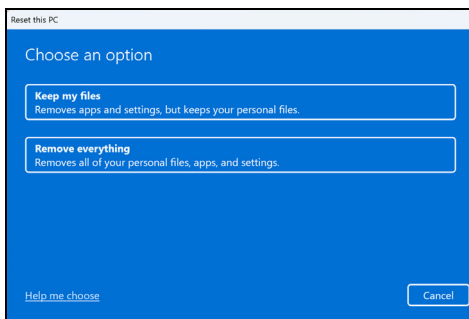 Reset this PC
Choose an option
Keep my files
Removes apps and settings, but keeps your personal files.
Remove everything
Removes all of your personal files, apps, and settings.
Help me choose
Cancel